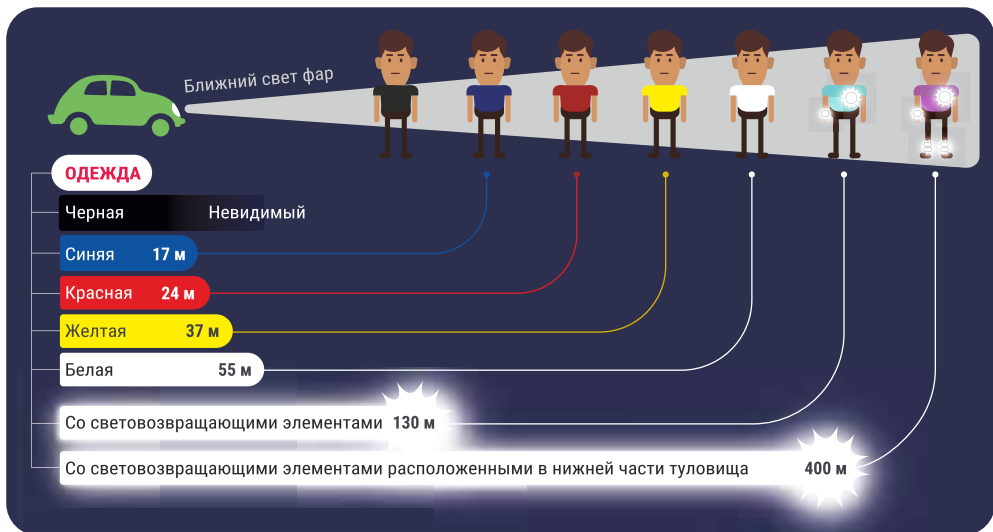 Ближний свет фар
ОДЕЖДА
Черная Невидимый
Синяя 17 м
Красная 24 м
Желтая 37 м
Белая 55 м
Со световозвращающими элементами 130 м
Со световозвращающими элементами расположенными в нижней части туловища 400 м